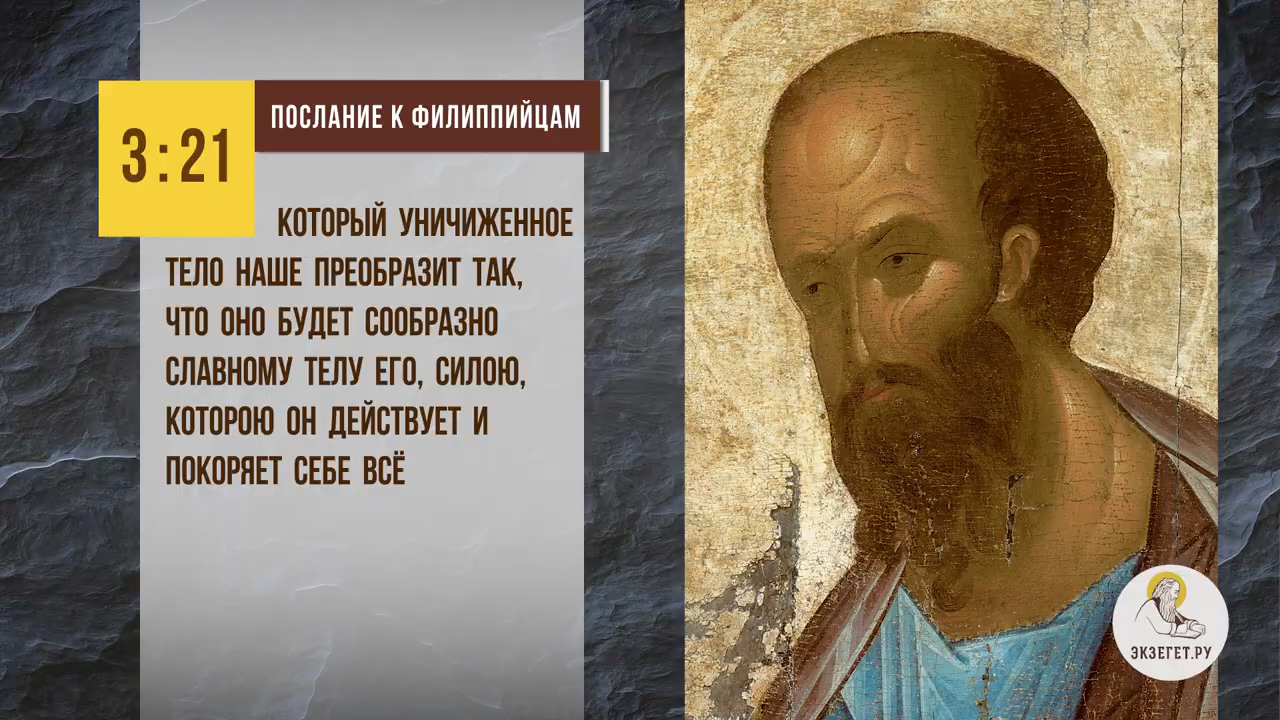 3:21
ПОСЛАНИЕ К ФИЛИППИЙЦАМ
КОТОРЫЙ УНИЧИЖЕННОЕ
ТЕЛО НАШЕ ПРЕОБРАЗИТ ТАК,
ЧТО ОНО БУДЕТ СООБРАЗНО
СЛАВНОМУ ТЕЛУ ЕГО, СИЛОЮ,
КОТОРОЮ ОН ДЕЙСТВУЕТ И
ПОКОРЯЕТ СЕБЕ ВСЁ
ЭКЗЕГЕТ.РУ